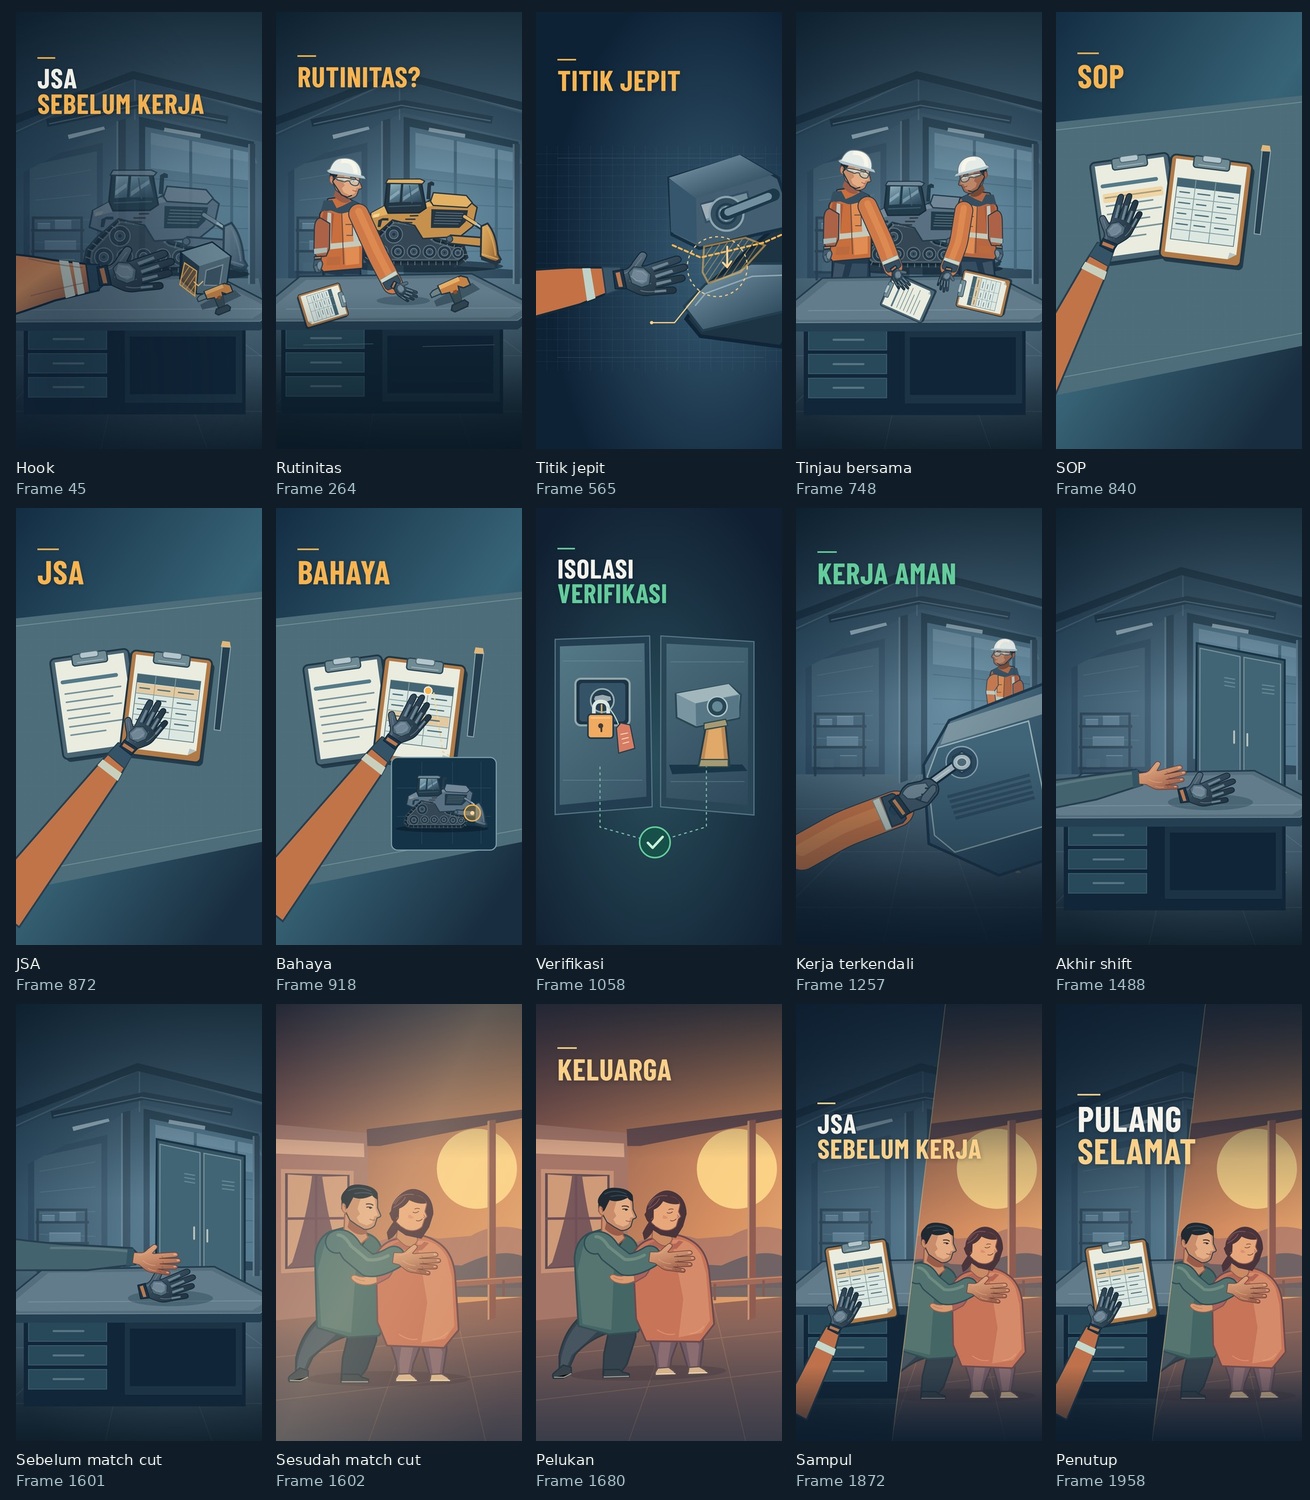 JSA
SEBELUM KERJA
RUTINITAS?
TITIK JEPIT
SOP
Hook
Frame 45
Rutinitas
Frame 264
Titik jepit
Frame 565
Tinjau bersama
Frame 748
SOP
Frame 840
JSA
BAHAYA
ISOLASI
VERIFIKASI
KERJA AMAN
JSA
Frame 872
Bahaya
Frame 918
Verifikasi
Frame 1058
Kerja terkendali
Frame 1257
Akhir shift
Frame 1488
KELUARGA
JSA
SEBELUM KERJA
PULANG
SELAMAT
Sebelum match cut
Frame 1601
Sesudah match cut
Frame 1602
Pelukan
Frame 1680
Sampul
Frame 1872
Penutup
Frame 1958